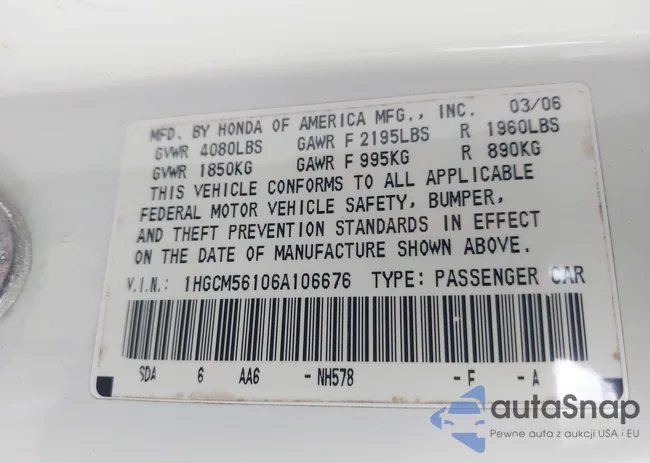 MFD. BY HONDA OF AMERICA MFG., INC. 03/06
GVWR 4080LBS GAWR F 2195LBS R 1960LBS
GVWR 1850KG GAWR F 995KG R 890KG
THIS VEHICLE CONFORMS TO ALL APPLICABLE
FEDERAL MOTOR VEHICLE SAFETY, BUMPER,
AND THEFT PREVENTION STANDARDS IN EFFECT
ON THE DATE OF MANUFACTURE SHOWN ABOVE.
V.I.N.: 1HGCM56106A106676 TYPE: PASSENGER CAR
SDA 6 AA6 -NH578 -F -A
autaSnap
Pewne auta z aukcji USA i EU